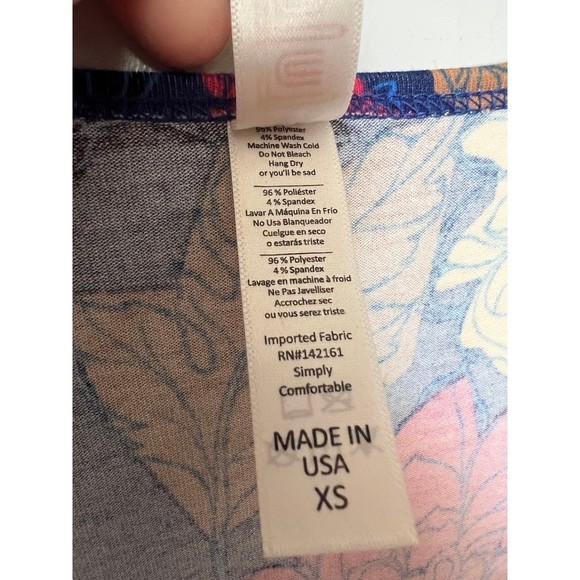 96% Polyester
4% Spandex
Machine Wash Cold
Do Not Bleach
Hang Dry
or you'll be sad
96 % Poliéster
4 % Spandex
Lavar A Máquina En Frio
No Usa Blanqueador
Cuelgue en seco
o estarás triste
96 % Polyester
4 % Spandex
Lavage en machine à froid
Ne Pas Javelliser
Accrochez sec
ou vous serez triste
Imported Fabric
RN#142161
Simply
Comfortable
MADE IN
USA
XS